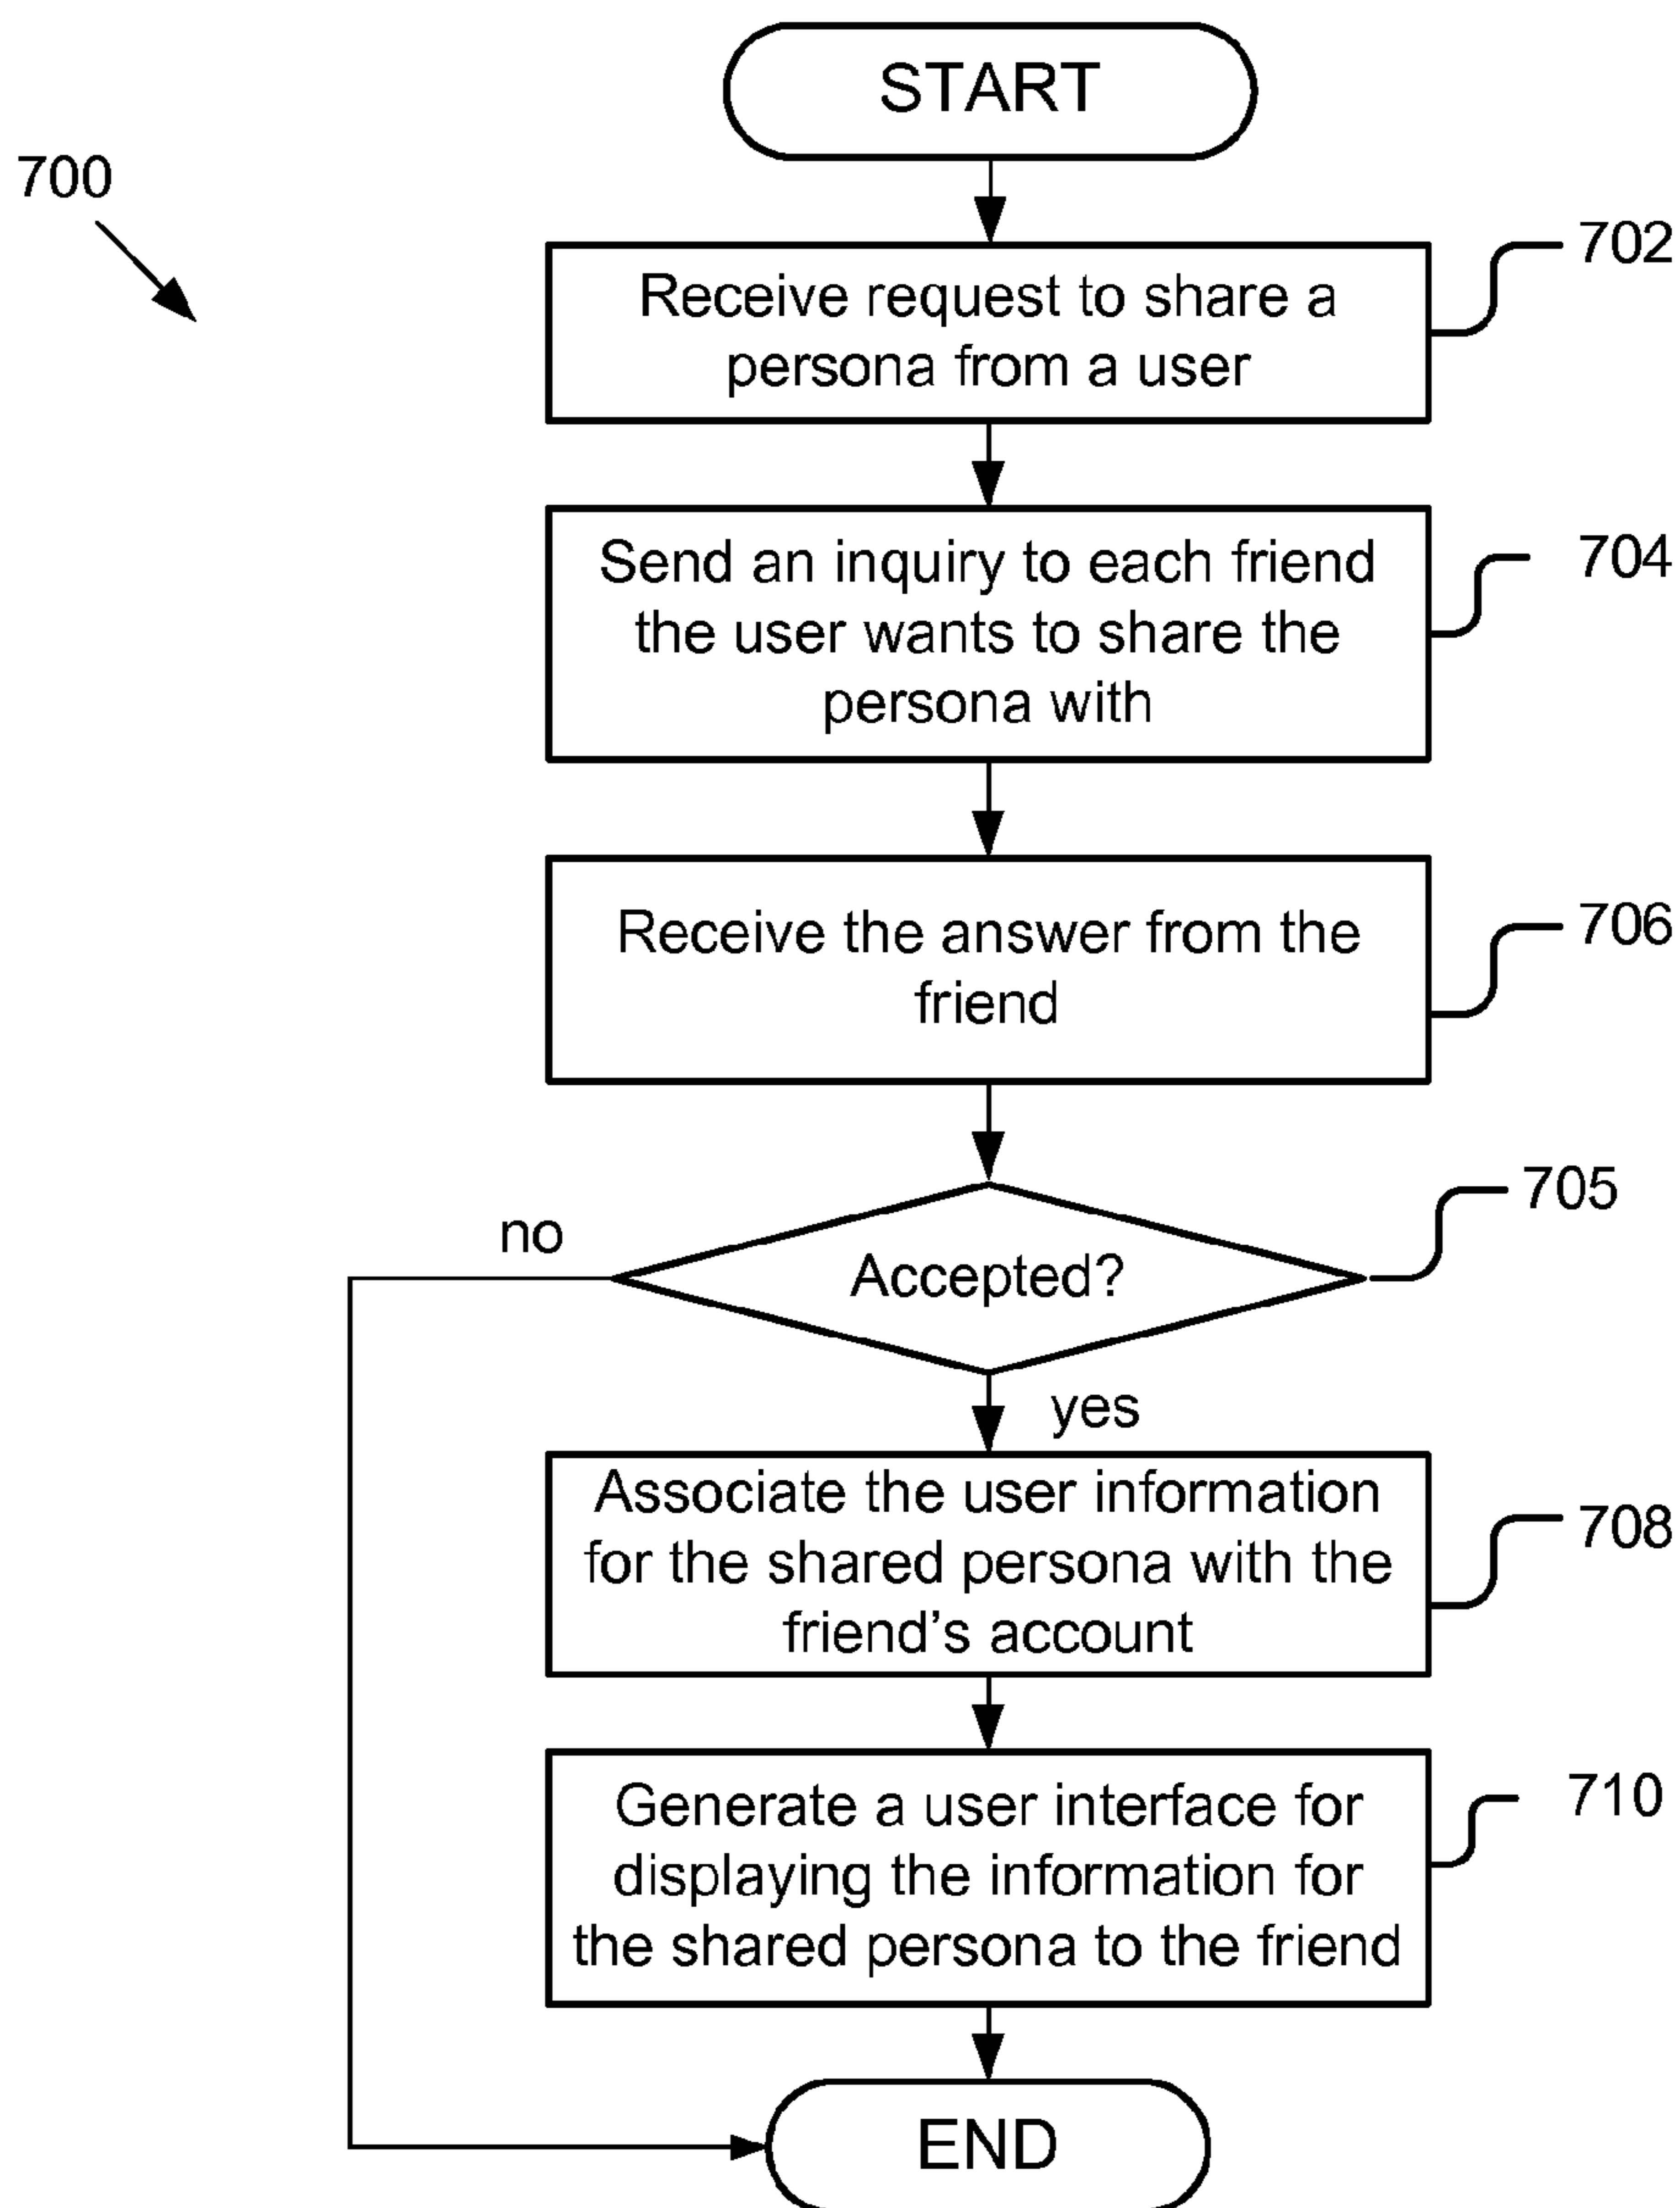 START
700
702
Receive request to share a
persona from a user
704
Send an inquiry to each friend
the user wants to share the
persona with
706
Receive the answer from the
friend
705
no
Accepted?
yes
Associate the user information
for the shared persona with the
friend's account
708
Generate a user interface for
displaying the information for
the shared persona to the friend
710
END